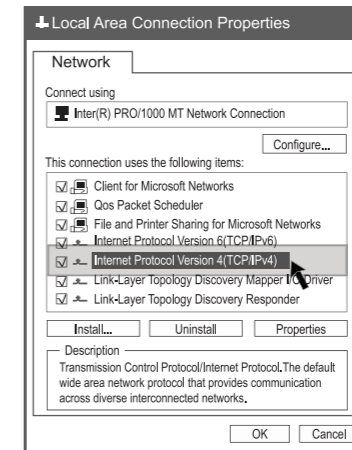 Local Area Connection Properties
Network
Connect using
Inter(R) PRO/1000 MT Network Connection
Configure...
This connection uses the following items:
Client for Microsoft Networks
Qos Packet Scheduler
File and Printer Sharing for Microsoft Networks
Internet Protocol Version 6(TCP/IPv6)
Internet Protocol Version 4(TCP/IPv4)
Link-Layer Topology Discovery Mapper I/O Driver
Link-Layer Topology Discovery Responder
Install... Uninstall Properties
Description
Transmission Control Protocol/Internet Protocol.The default
wide area network protocol that provides communication
across diverse interconnected networks.
OK Cancel